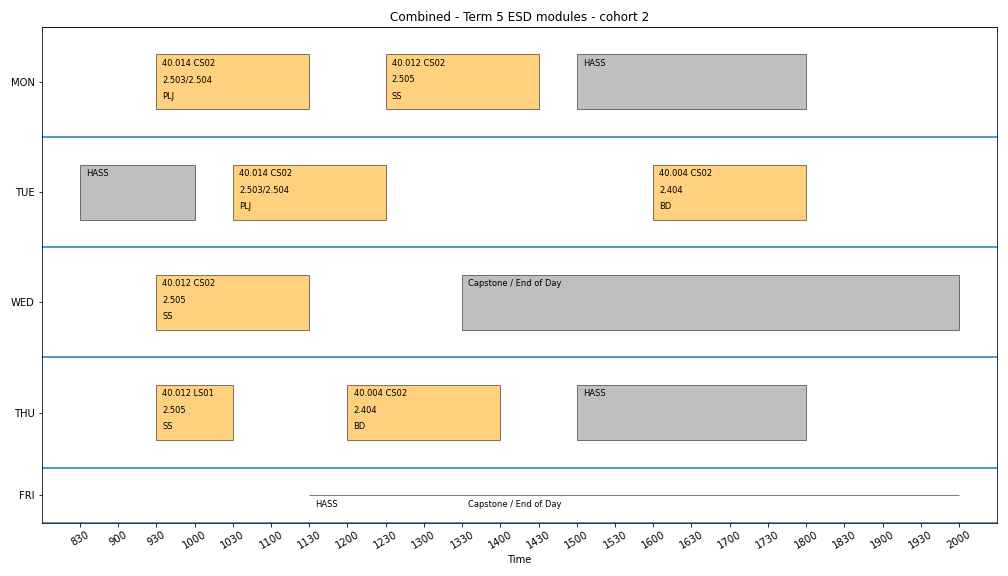 Combined - Term 5 ESD modules - cohort 2
MON
40.014 CS02
2.503/2.504
PLJ
40.012 CS02
2.505
SS
HASS
TUE
HASS
40.014 CS02
2.503/2.504
PLJ
40.004 CS02
2.404
BD
WED
40.012 CS02
2.505
SS
Capstone / End of Day
THU
40.012 LS01
2.505
SS
40.004 CS02
2.404
BD
HASS
FRI
HASS
Capstone / End of Day
830 900 930 1000 1030 1100 1130 1200 1230 1300 1330 1400 1430 1500 1600 1630 1700 1730 1800 1830 1900 1930 2000
Time